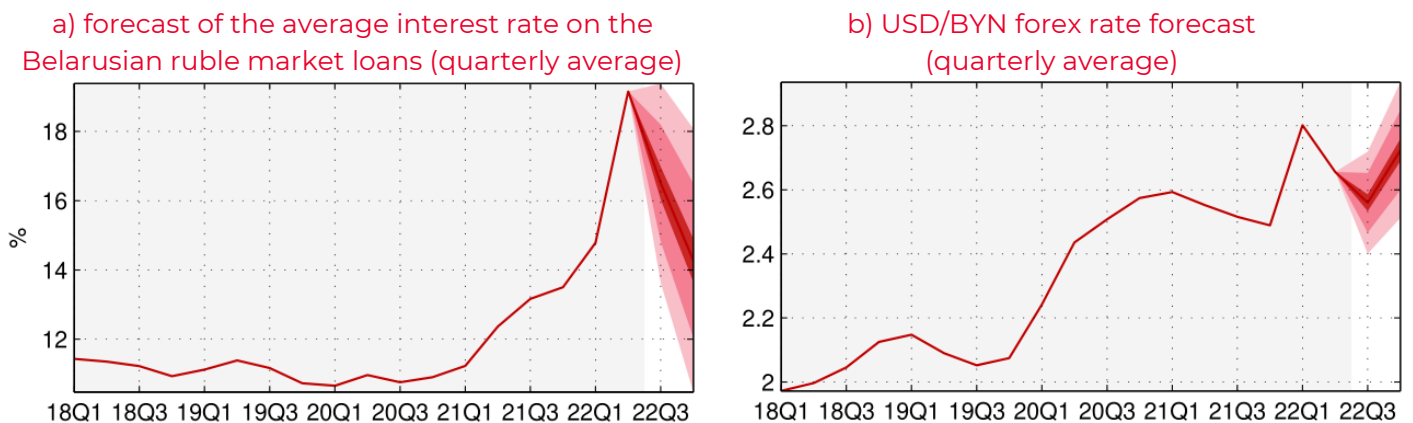 a) forecast of the average interest rate on the
Belarusian ruble market loans (quarterly average)
%
18
16
14
12
18Q1 18Q3 19Q1 19Q3 20Q1 20Q3 21Q1 21Q3 22Q1 22Q3
b) USD/BYN forex rate forecast
(quarterly average)
2.8
2.6
2.4
2.2
2
18Q1 18Q3 19Q1 19Q3 20Q1 20Q3 21Q1 21Q3 22Q1 22Q3